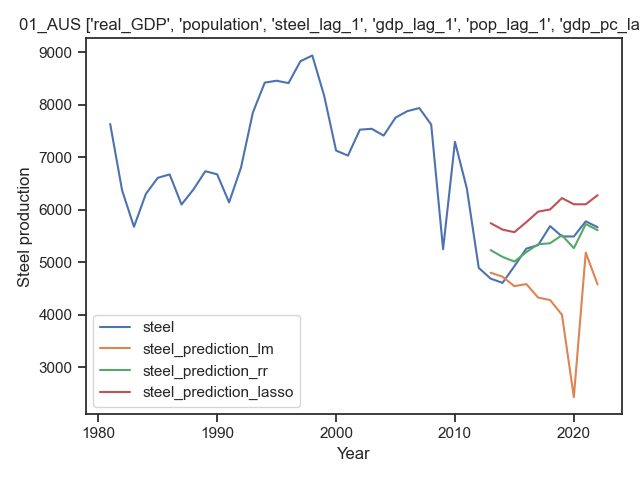 01_AUS ['real_GDP', 'population', 'steel_lag_1', 'gdp_lag_1', 'pop_lag_1', 'gdp_pc_la
9000
8000
7000
6000
5000
4000
3000
Steel production
steel
steel_prediction_lm
steel_prediction_rr
steel_prediction_lasso
1980
1990
2000
2010
2020
Year